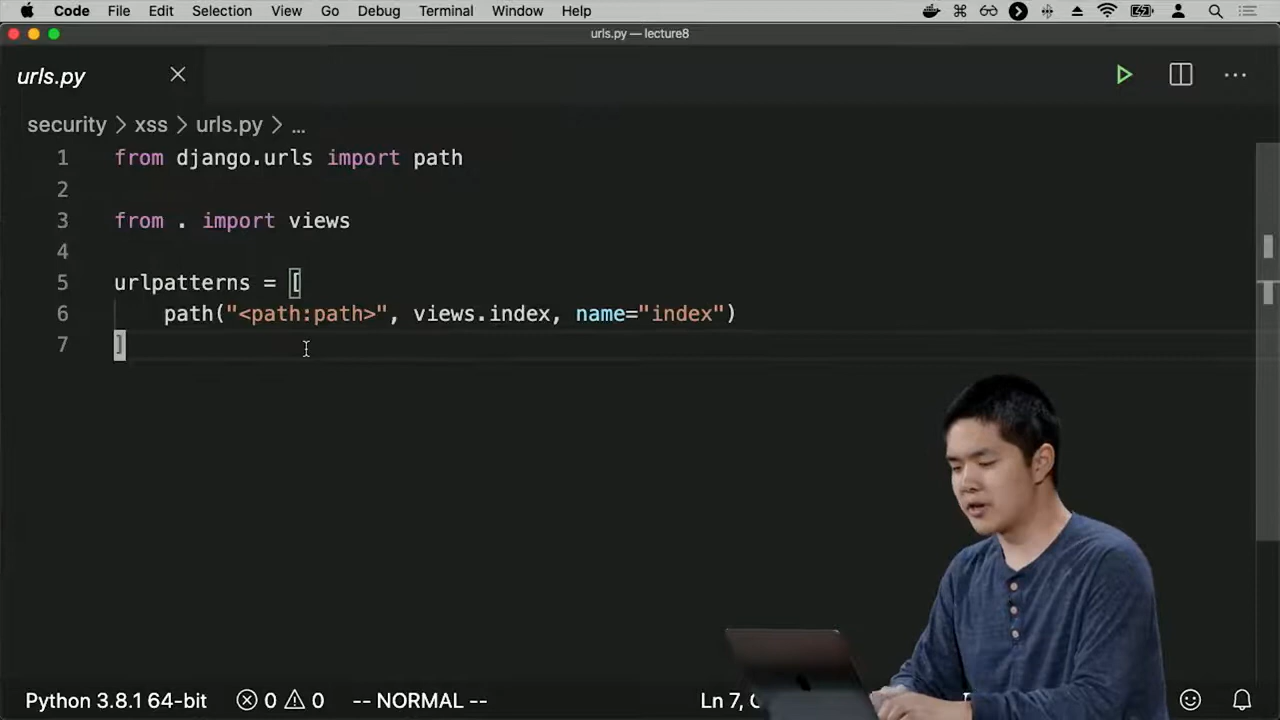 Code File Edit Selection View Go Debug Terminal Window Help
urls.py — lecture8
urls.py
security > xss > urls.py > ...
1 from django.urls import path
2
3 from . import views
4
5 urlpatterns = [
6 path("<path:path>", views.index, name="index")
7 ]
Python 3.8.1 64-bit 0 0 -- NORMAL -- Ln 7,